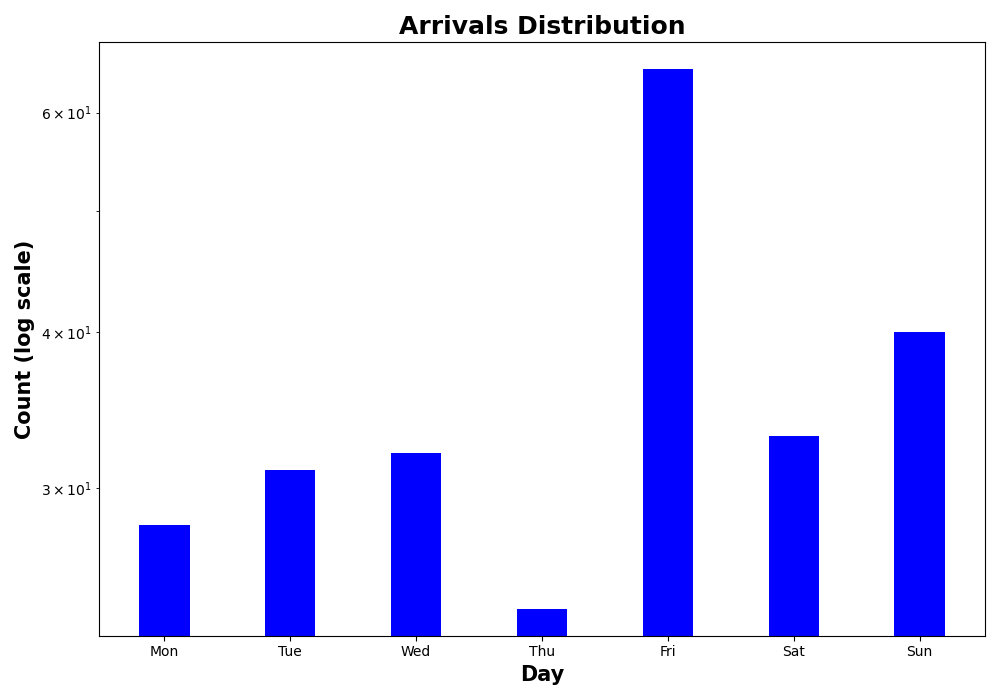 Arrivals Distribution
Count (log scale)
6 × 10¹
4 × 10¹
3 × 10¹
Mon Tue Wed Thu Fri Sat Sun
Day